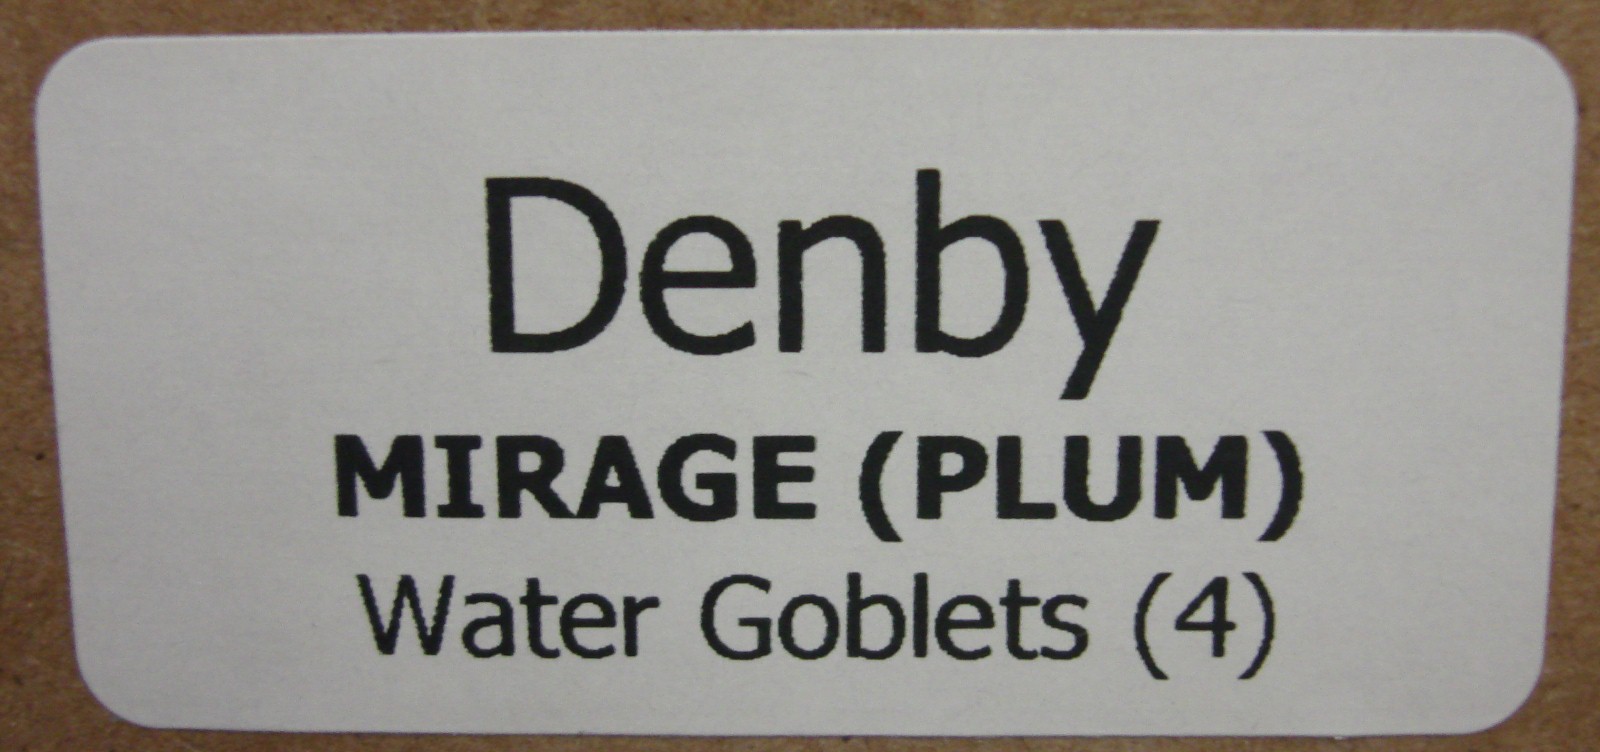 Denby
MIRAGE (PLUM)
Water Goblets (4)